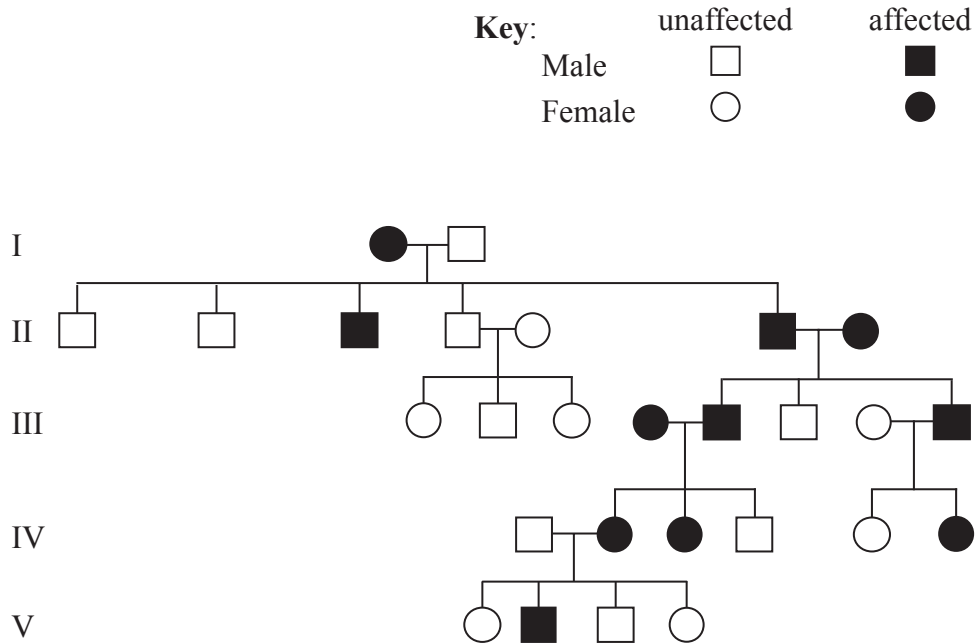 Key: unaffected affected
Male
Female
I
II
III
IV
V